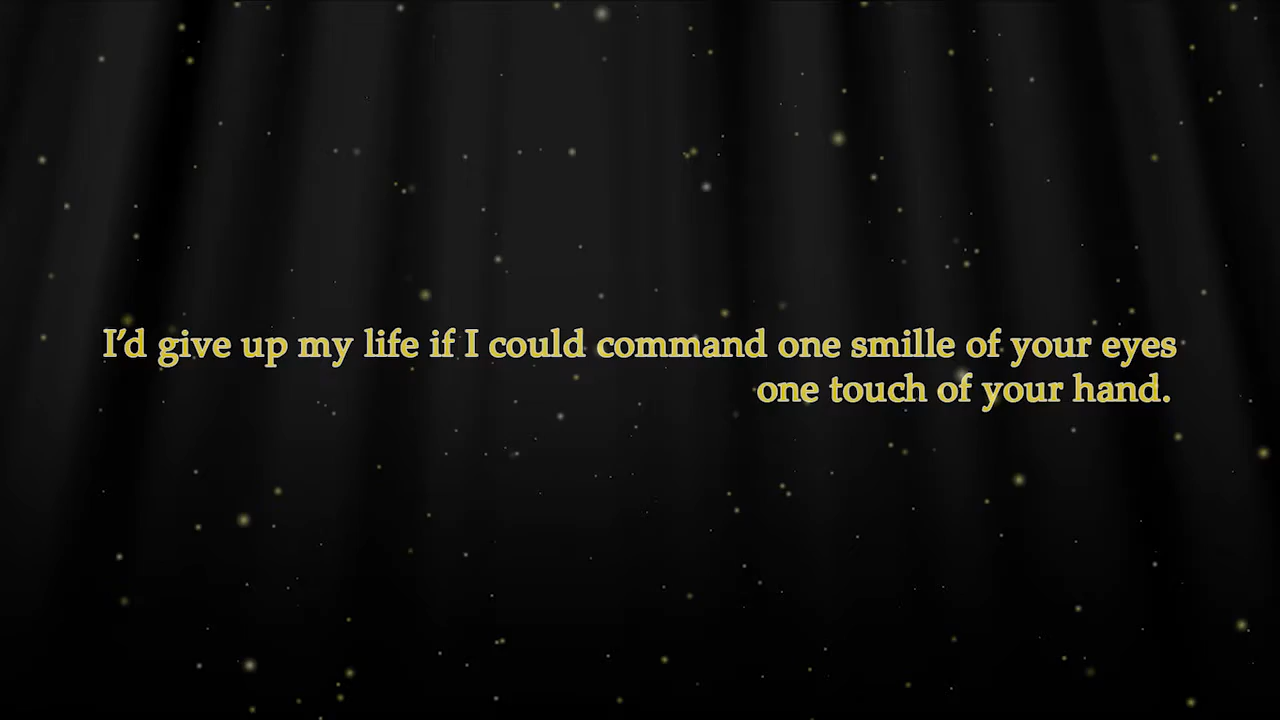 I’d give up my life if I could command one smille of your eyes
one touch of your hand.